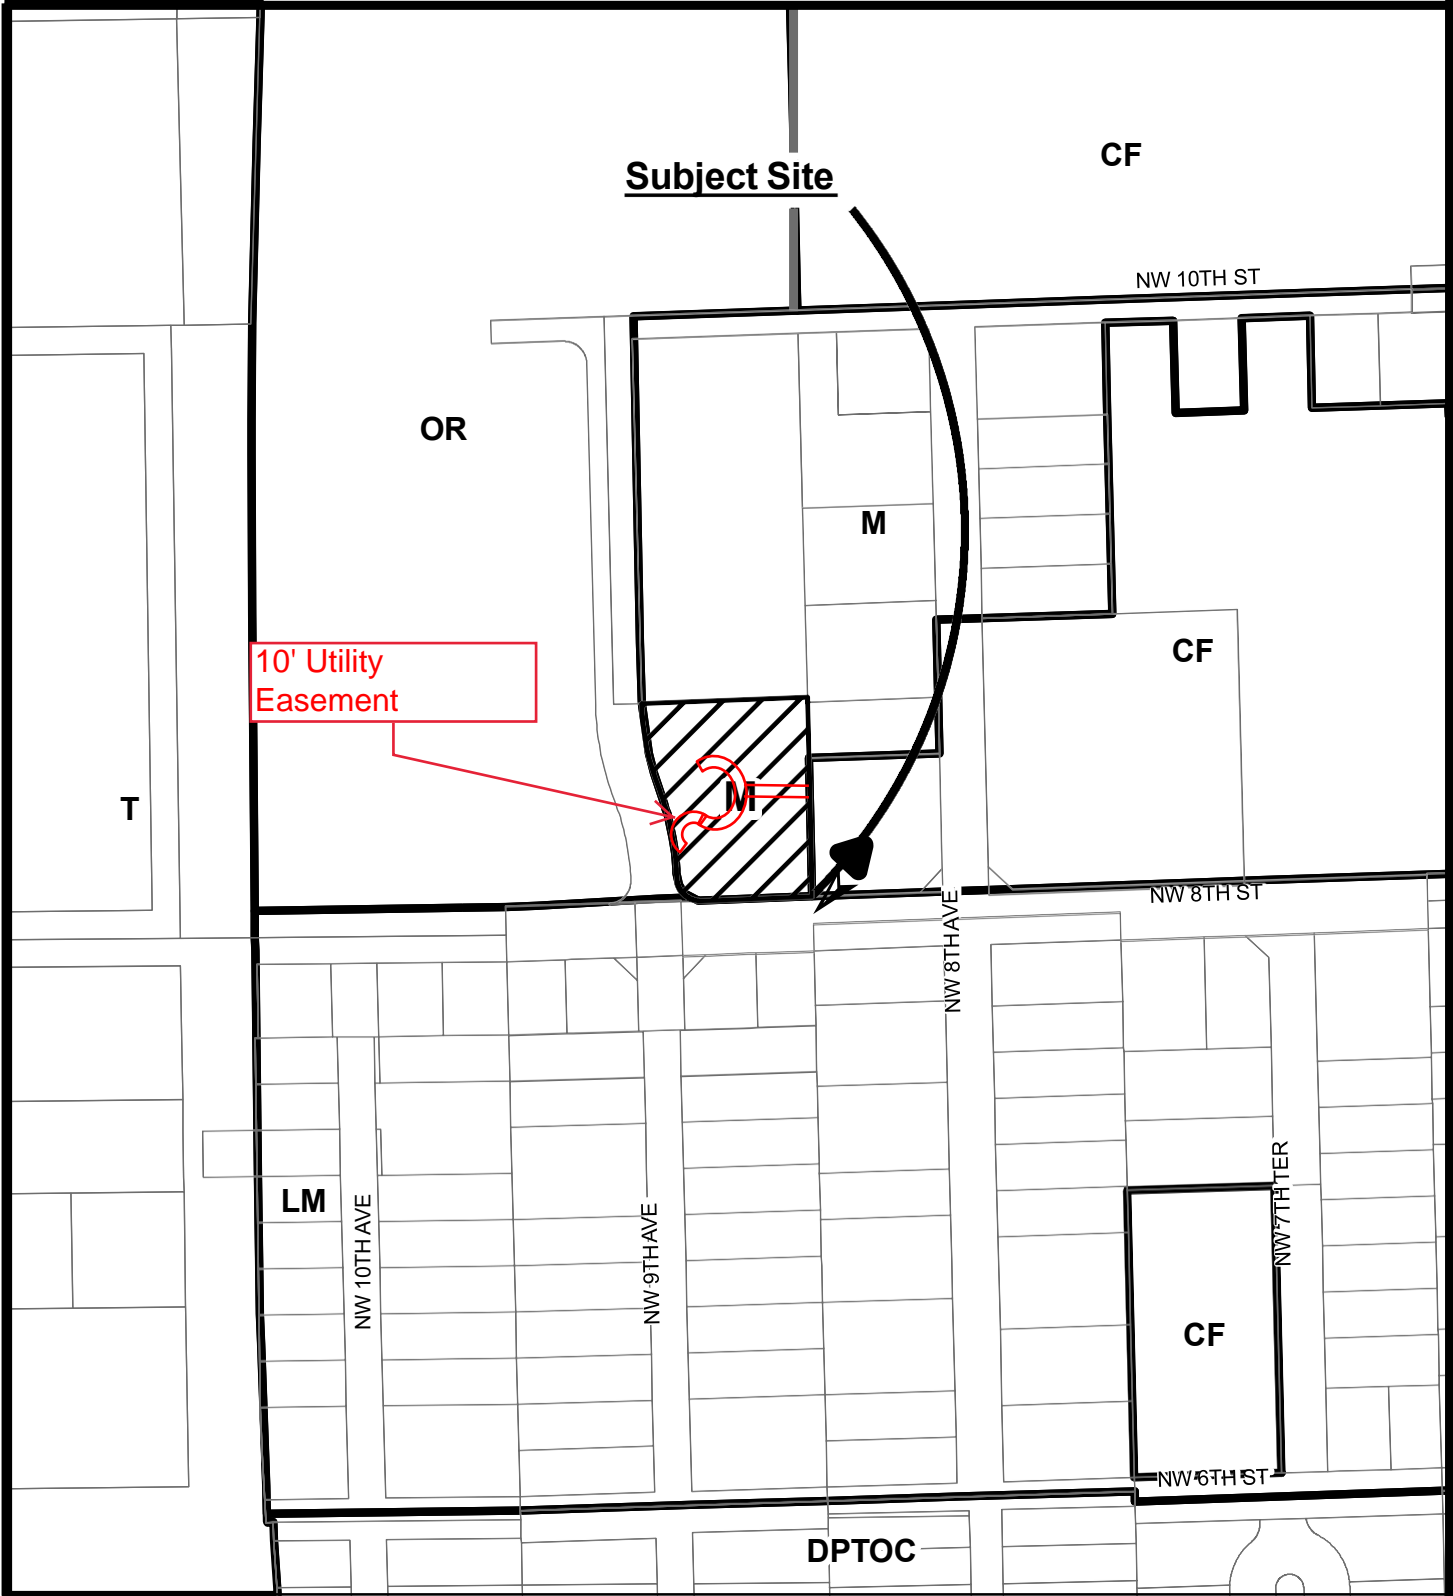 CF
Subject Site
NW 10TH ST
OR
M
10' Utility
Easement
CF
T
M
NW 8TH ST
NW 8TH AVE
LM
NW 10TH AVE
NW 9TH AVE
NW 7TH TER
CF
NW 6TH ST
DPTOC